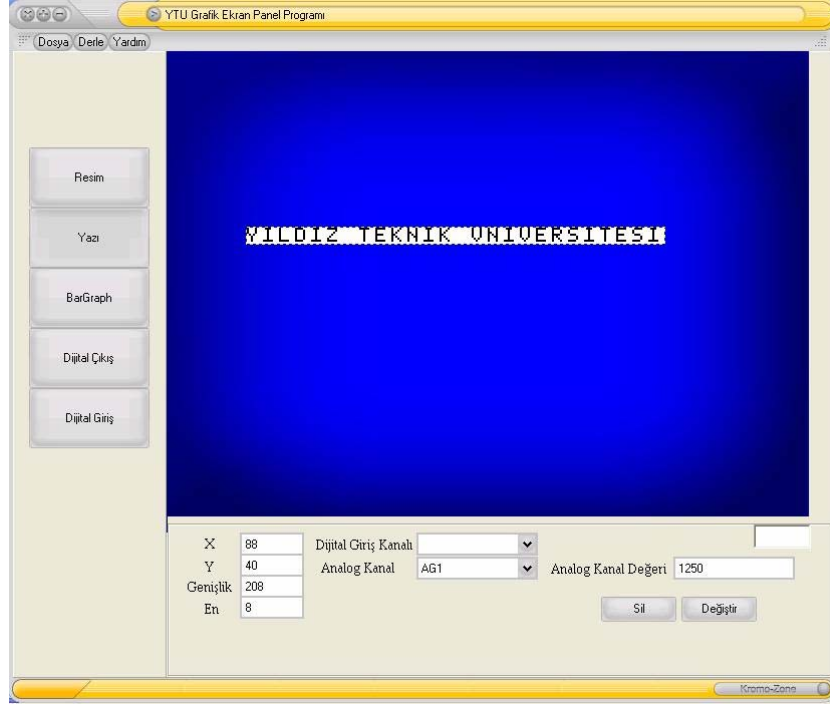 YTU Grafik Ekran Panel Programı
Dosya Derle Yardım
Resim
Yazı
BarGraph
Dijital Çıkış
Dijital Giriş
YILDIZ TEKNIK UNIVERSITESI
X 88 Dijital Giriş Kanalı
Y 40 Analog Kanal AG1 Analog Kanal Değeri 1250
Genişlik 208
En 8
Sil Değiştir
Kromo-Zone